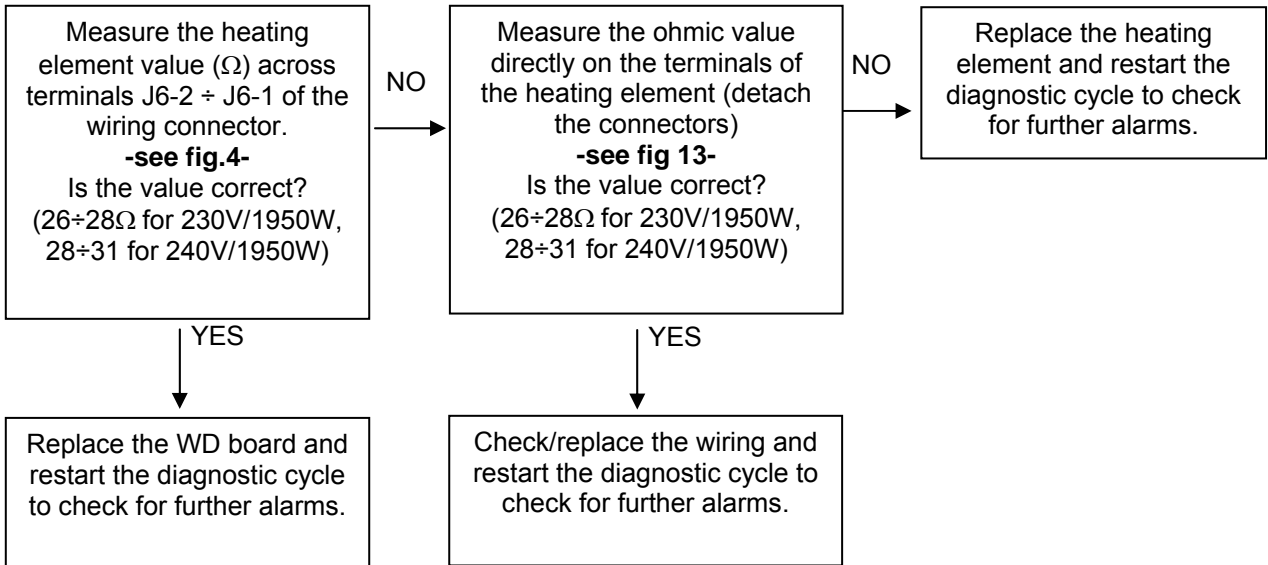 Measure the heating
element value (Ω) across
terminals J6-2 ÷ J6-1 of the
wiring connector.
-see fig.4-
Is the value correct?
(26÷28Ω for 230V/1950W,
28÷31 for 240V/1950W)
NO
Measure the ohmic value
directly on the terminals of
the heating element (detach
the connectors)
-see fig 13-
Is the value correct?
(26÷28Ω for 230V/1950W,
28÷31 for 240V/1950W)
NO
Replace the heating
element and restart the
diagnostic cycle to check
for further alarms.
YES
YES
Replace the WD board and
restart the diagnostic cycle
to check for further alarms.
Check/replace the wiring and
restart the diagnostic cycle to
check for further alarms.